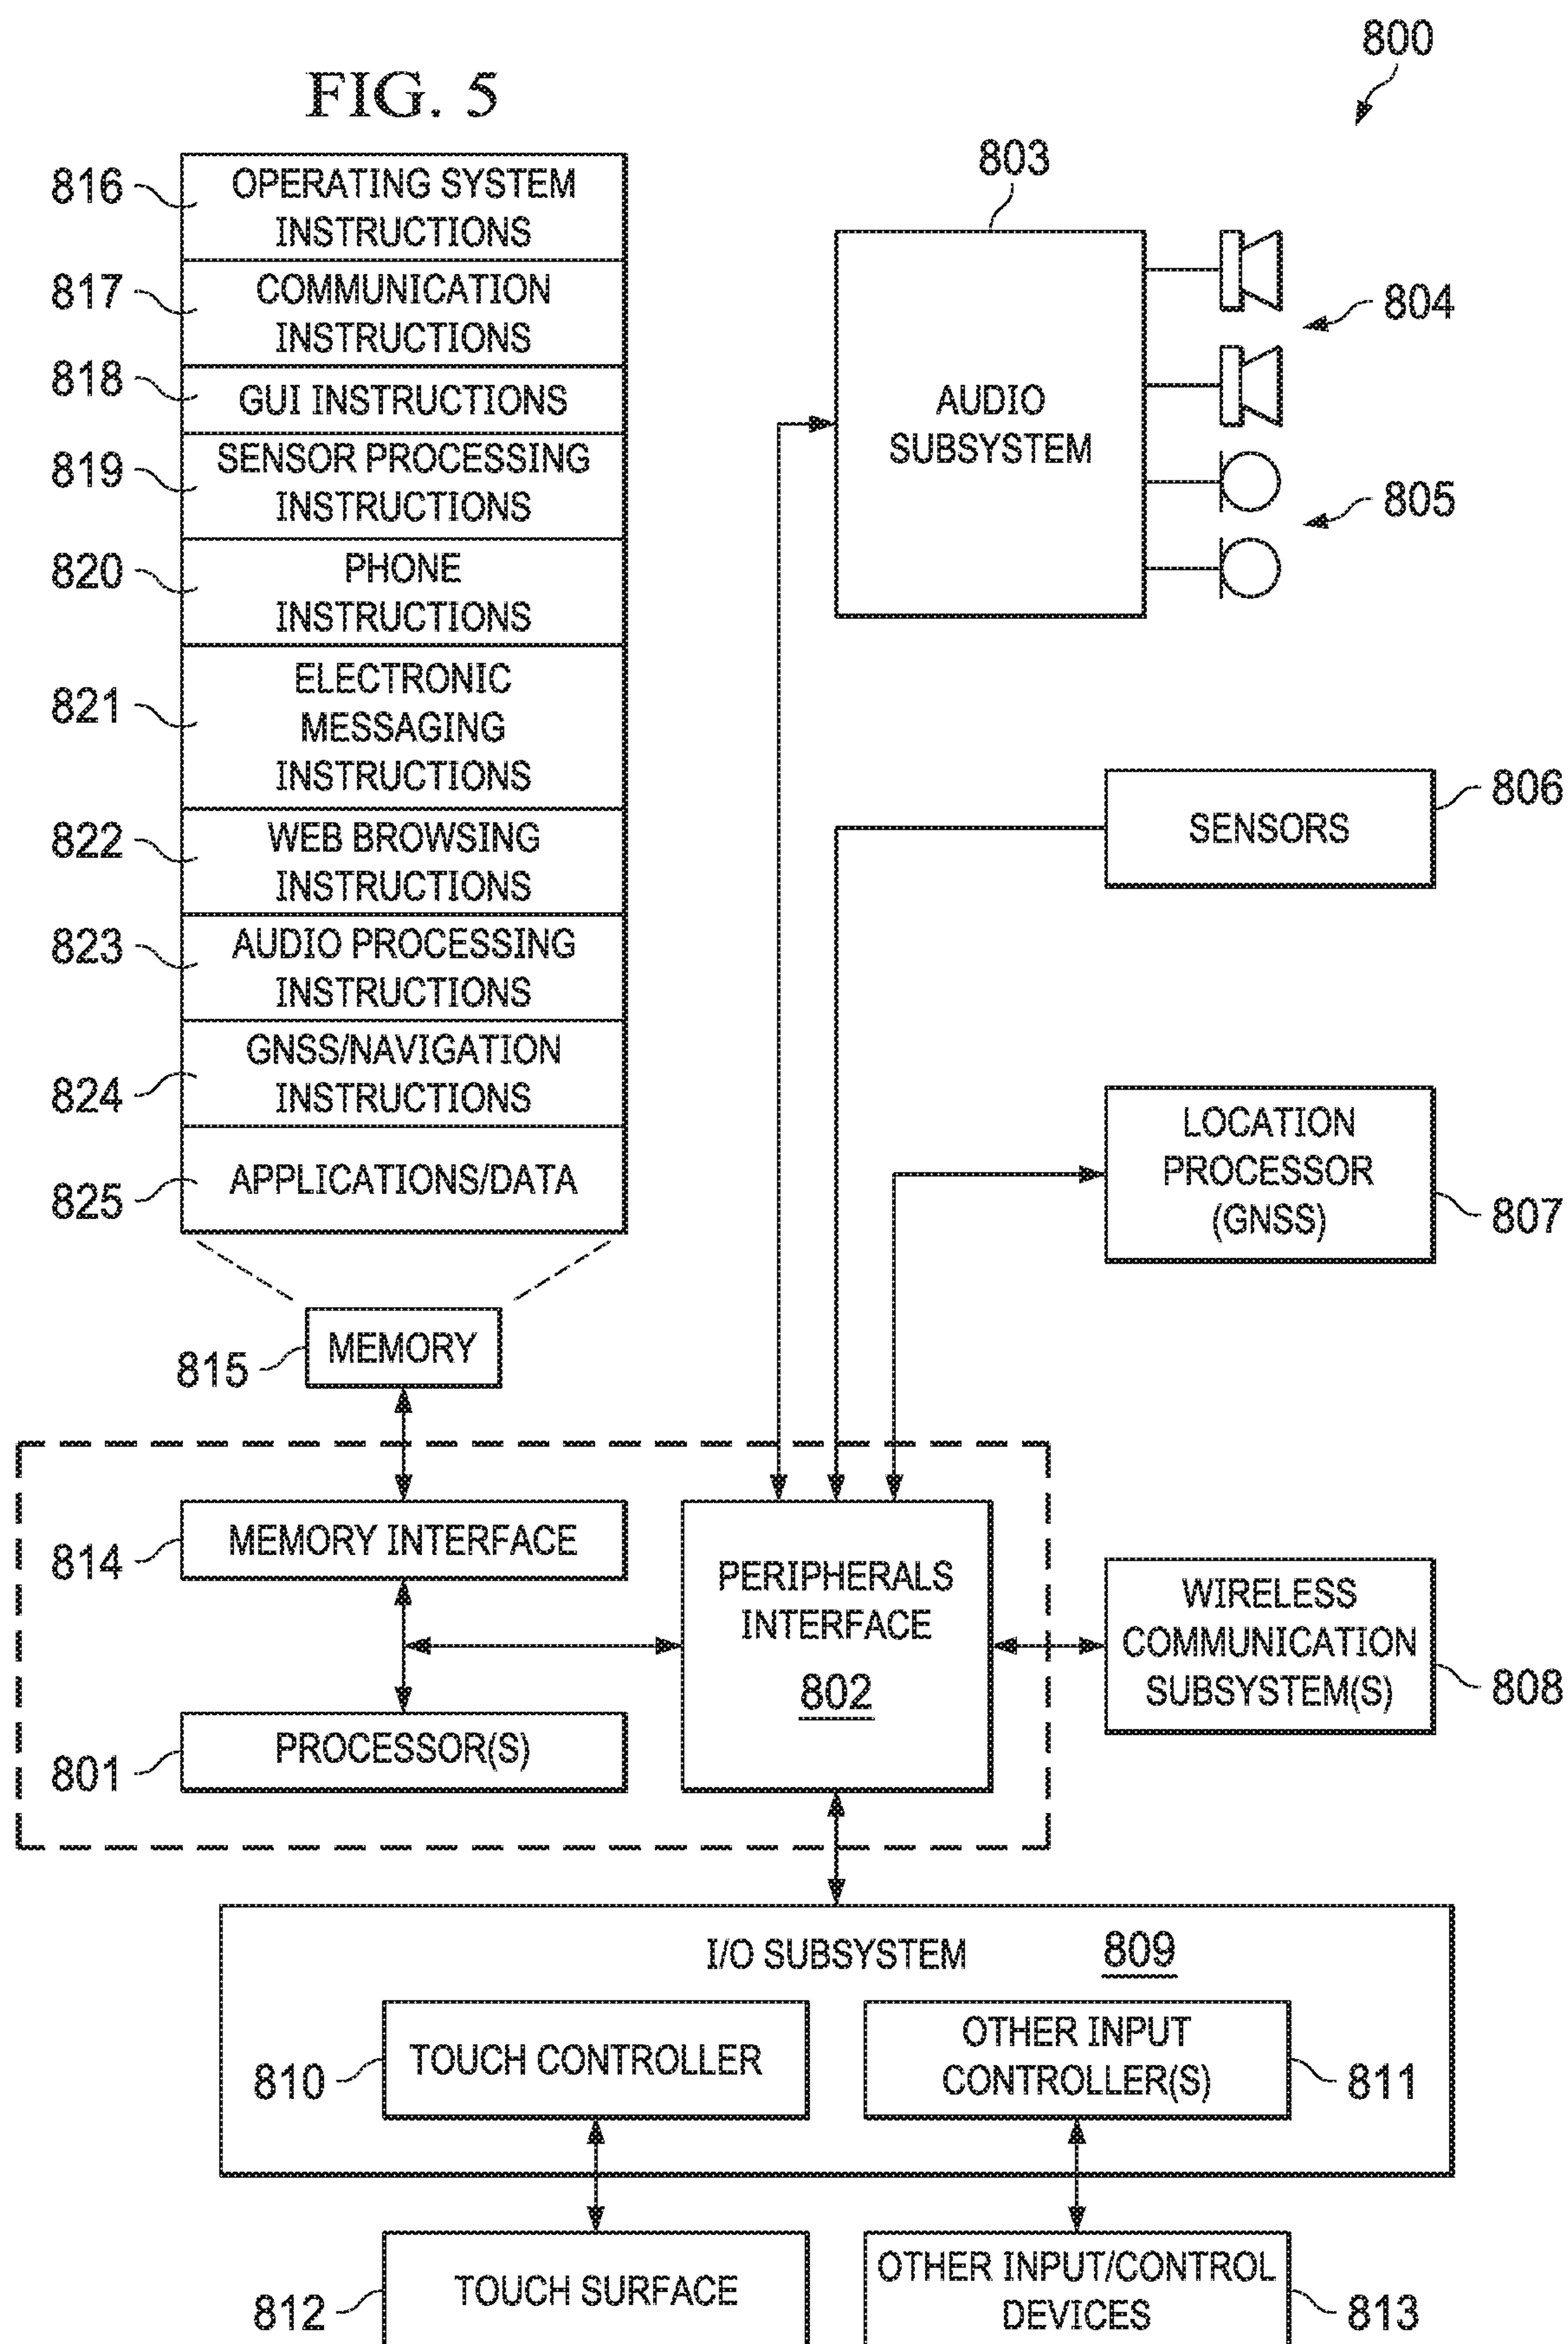 800
FIG. 5
803
816
OPERATING SYSTEM
INSTRUCTIONS
817
COMMUNICATION
INSTRUCTIONS
818
GUI INSTRUCTIONS
819
SENSOR PROCESSING
INSTRUCTIONS
820
PHONE
INSTRUCTIONS
821
ELECTRONIC
MESSAGING
INSTRUCTIONS
822
WEB BROWSING
INSTRUCTIONS
823
AUDIO PROCESSING
INSTRUCTIONS
824
GNSS/NAVIGATION
INSTRUCTIONS
825
APPLICATIONS/DATA
AUDIO
SUBSYSTEM
804
805
SENSORS
806
LOCATION
PROCESSOR
(GNSS)
807
815
MEMORY
814
MEMORY INTERFACE
801
PROCESSOR(S)
PERIPHERALS
INTERFACE
802
WIRELESS
COMMUNICATION
SUBSYSTEM(S)
808
I/O SUBSYSTEM
809
810
TOUCH CONTROLLER
OTHER INPUT
CONTROLLER(S)
811
812
TOUCH SURFACE
OTHER INPUT/CONTROL
DEVICES
813